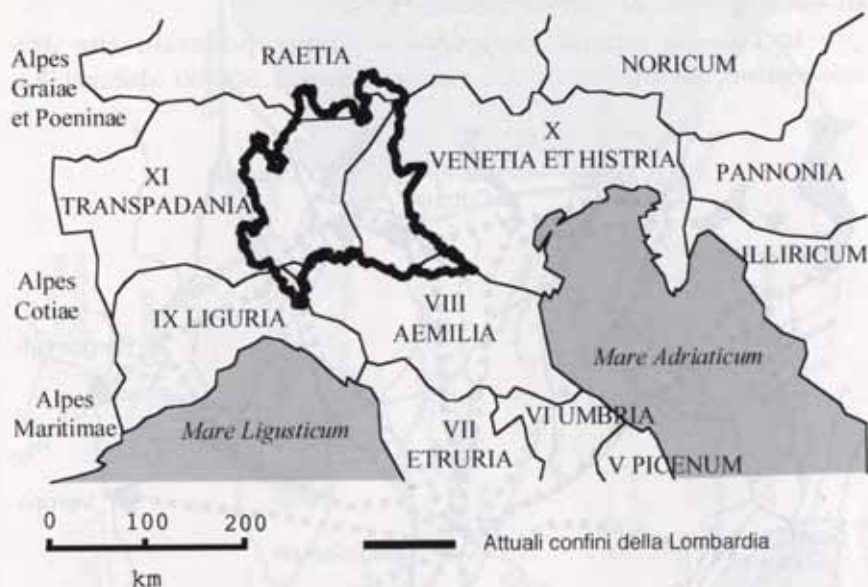 RAETIA
NORICUM
Alpes
Graiae
et Poeninae
X
VENETIA ET HISTRIA
PANNONIA
XI
TRANSPADANIA
ILLIRICUM
Alpes
Cotiae
IX LIGURIA
VIII
AEMILIA
Mare Adriaticum
Alpes
Maritimae
Mare Ligusticum
VI UMBRIA
VII
ETRURIA
V PICENUM
0 100 200
km
Attuali confini della Lombardia